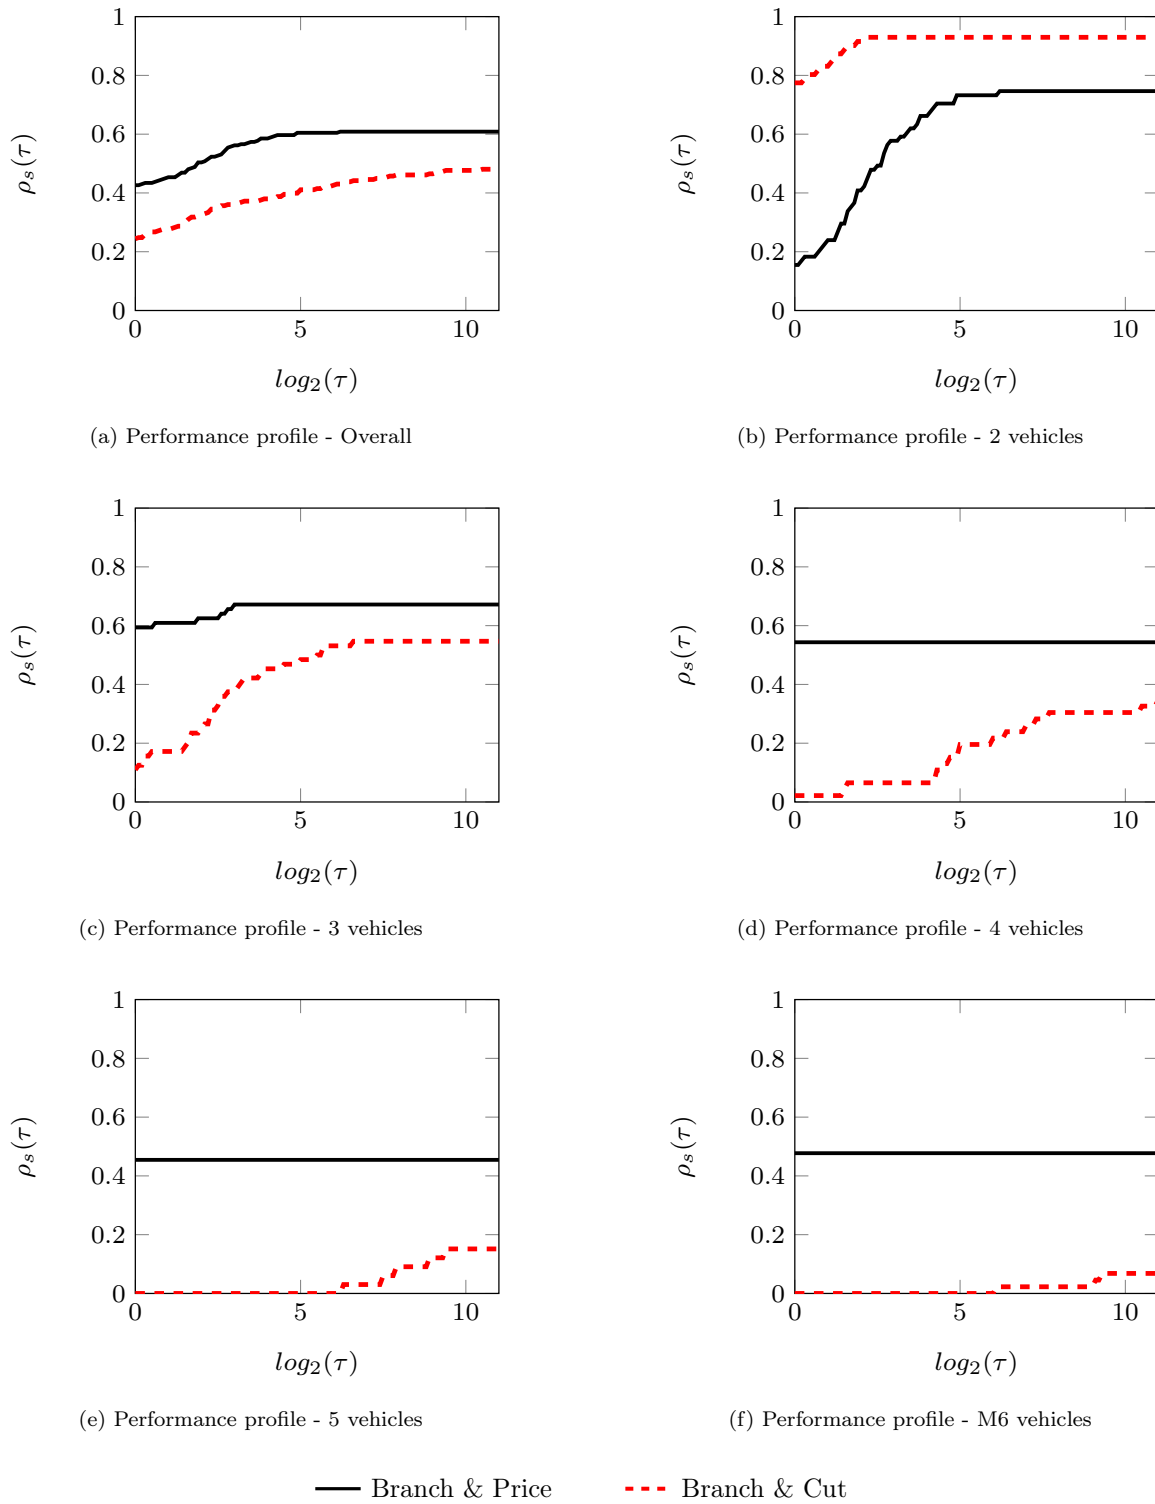 1
0.8
0.6
0.4
0.2
0
0 5 10
ρs(τ)
log2(τ)
(a) Performance profile - Overall
1
0.8
0.6
0.4
0.2
0
0 5 10
ρs(τ)
log2(τ)
(b) Performance profile - 2 vehicles
1
0.8
0.6
0.4
0.2
0
0 5 10
ρs(τ)
log2(τ)
(c) Performance profile - 3 vehicles
1
0.8
0.6
0.4
0.2
0
0 5 10
ρs(τ)
log2(τ)
(d) Performance profile - 4 vehicles
1
0.8
0.6
0.4
0.2
0
0 5 10
ρs(τ)
log2(τ)
(e) Performance profile - 5 vehicles
1
0.8
0.6
0.4
0.2
0
0 5 10
ρs(τ)
log2(τ)
(f) Performance profile - M6 vehicles
Branch & Price Branch & Cut